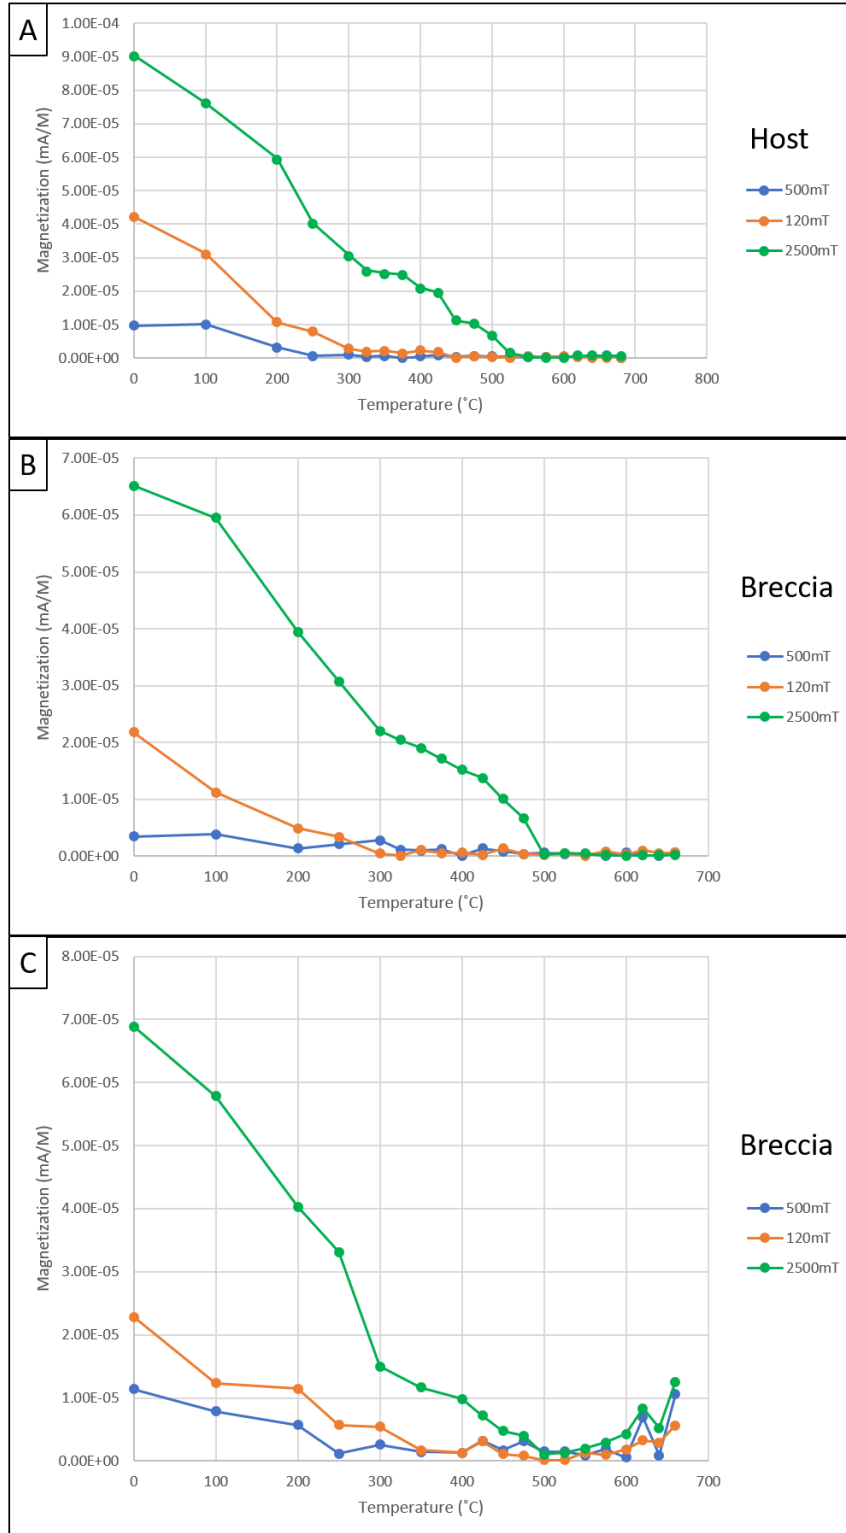 A
1.00E-04
9.00E-05
8.00E-05
7.00E-05
6.00E-05
5.00E-05
4.00E-05
3.00E-05
2.00E-05
1.00E-05
0.00E+00
Magnetization (mA/M)
0 100 200 300 400 500 600 700 800
Temperature (˚C)
Host
500mT
120mT
2500mT
B
7.00E-05
6.00E-05
5.00E-05
4.00E-05
3.00E-05
2.00E-05
1.00E-05
0.00E+00
Magnetization (mA/M)
0 100 200 300 400 500 600 700
Temperature (˚C)
Breccia
500mT
120mT
2500mT
C
8.00E-05
7.00E-05
6.00E-05
5.00E-05
4.00E-05
3.00E-05
2.00E-05
1.00E-05
0.00E+00
Magnetization (mA/M)
0 100 200 300 400 500 600 700
Temperature (˚C)
Breccia
500mT
120mT
2500mT